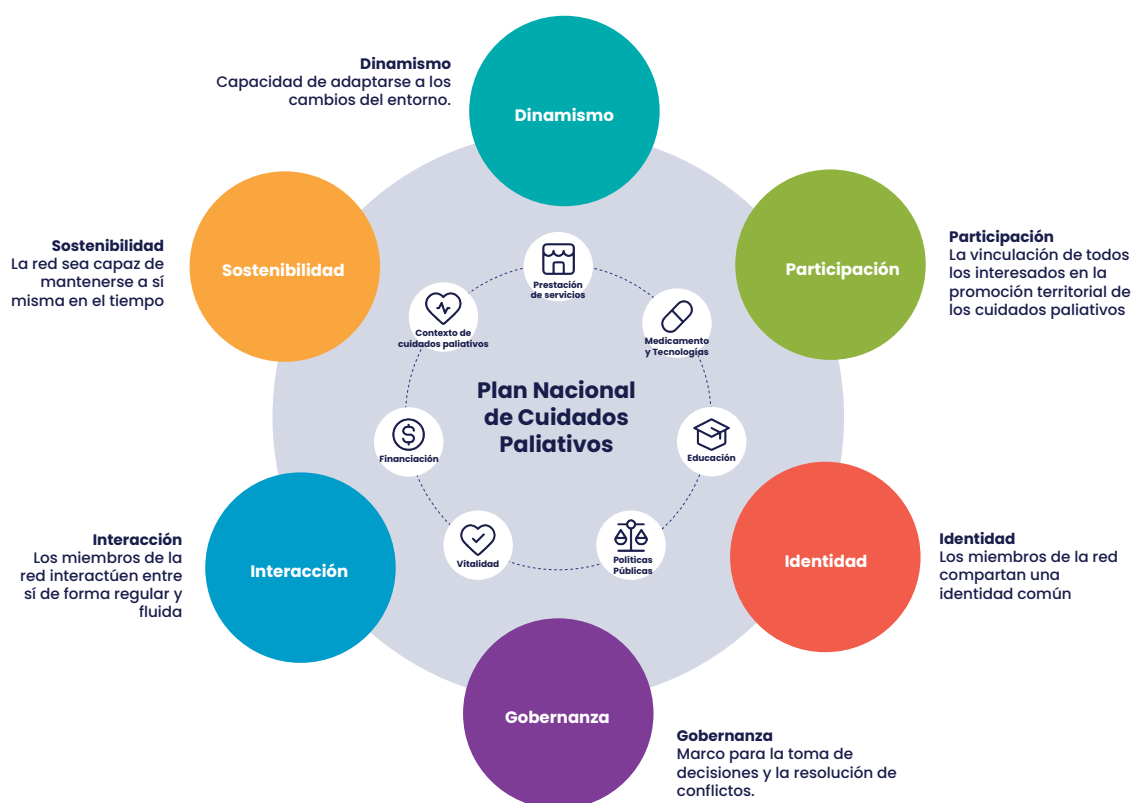 Dinamismo
Capacidad de adaptarse a los
cambios del entorno.
Dinamismo
Participación
Participación
La vinculación de todos
los interesados en la
promoción territorial de
los cuidados paliativos
Identidad
Identidad
Los miembros de la red
compartan una
identidad común
Gobernanza
Gobernanza
Marco para la toma de
decisiones y la resolución de
conflictos.
Interacción
Los miembros de la
red interactúen entre
sí de forma regular y
fluida
Interacción
Sostenibilidad
La red sea capaz de
mantenerse a sí
misma en el tiempo
Sostenibilidad
Prestación
de servicios
Medicamento
y Tecnologías
Educación
Políticas
Públicas
Vitalidad
Financiación
Contexto de
cuidados paliativos
Plan Nacional
de Cuidados
Paliativos